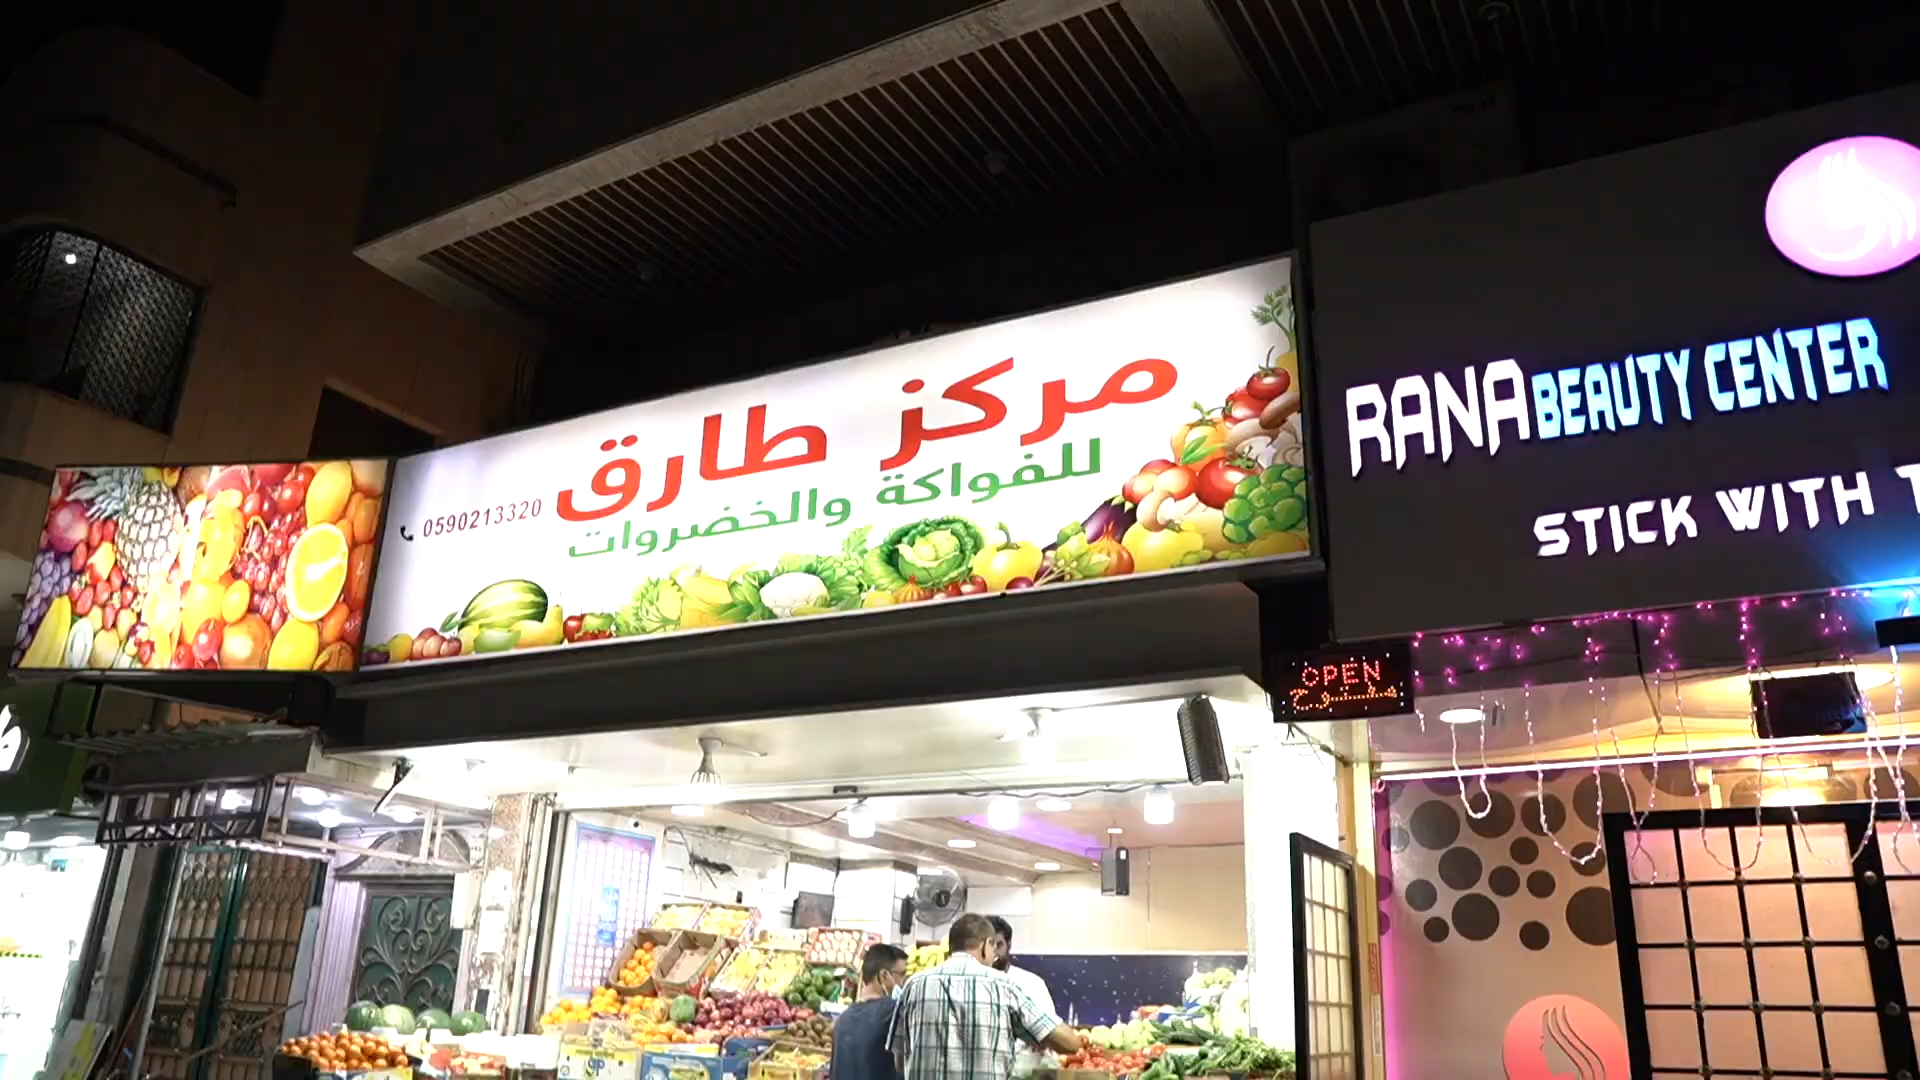 مركز طارق
للفواكة والخضروات
0590213320
RANA BEAUTY CENTER
STICK WITH
OPEN
مفتوح